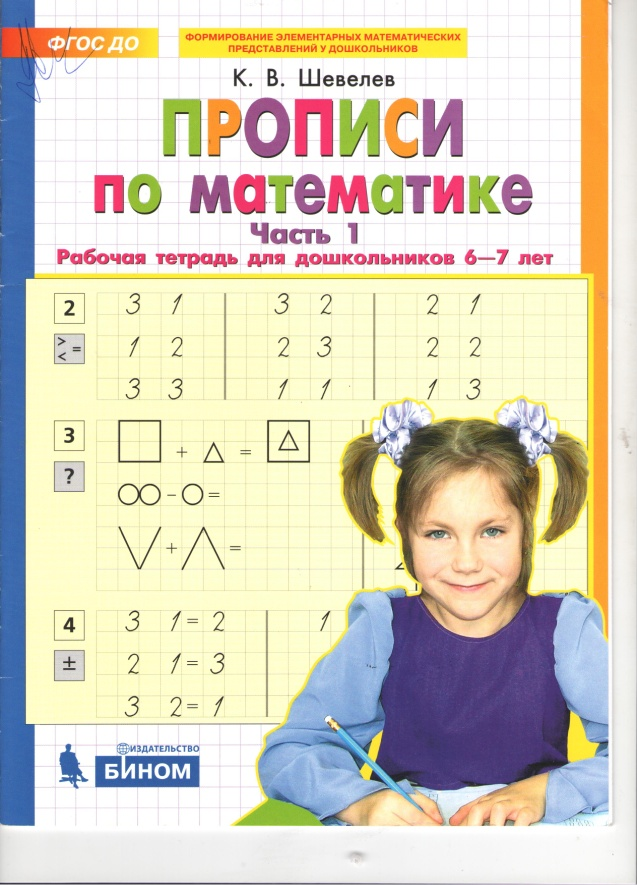 ФГОС ДО
ФОРМИРОВАНИЕ ЭЛЕМЕНТАРНЫХ МАТЕМАТИЧЕСКИХ
ПРЕДСТАВЛЕНИЙ У ДОШКОЛЬНИКОВ
К. В. Шевелев
ПРОПИСИ
по математике
Часть 1
Рабочая тетрадь для дошкольников 6—7 лет
2 3 1 3 2 2 1
> < = 1 2 2 3 2 2
3 3 1 1 1 3
3 + =
?
- =
+ =
4 3 1 = 2 1
± 2 1 = 3
3 2 = 1
ИЗДАТЕЛЬСТВО
БИНОМ